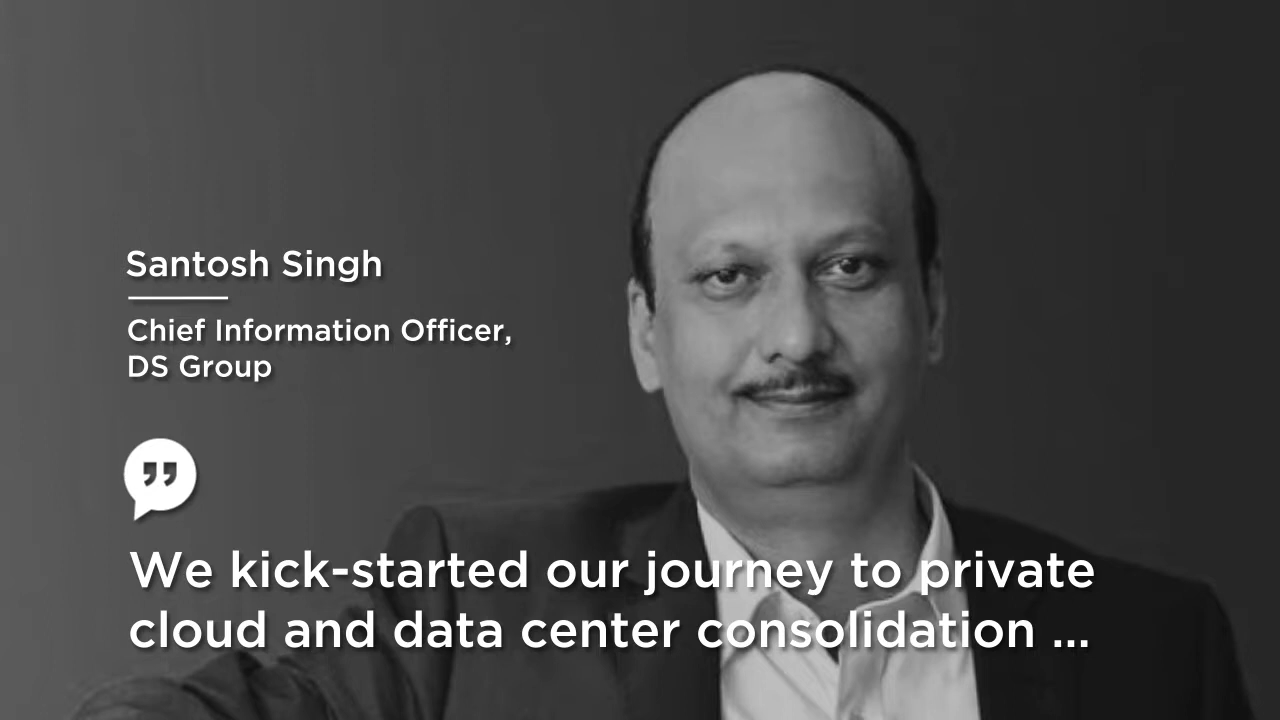 Santosh Singh
Chief Information Officer,
DS Group
”
We kick-started our journey to private
cloud and data center consolidation ...